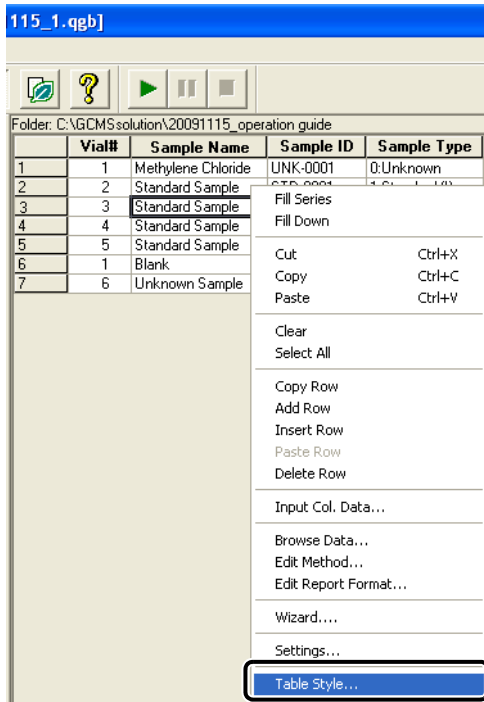 115_1.qgb]
Folder: C:\GCMSsolution\20091115_operation guide
Vial# Sample Name Sample ID Sample Type
1 1 Methylene Chloride UNK-0001 0:Unknown
2 2 Standard Sample STD-0001 1:Standard(I)
3 3 Standard Sample
4 4 Standard Sample
5 5 Standard Sample
6 1 Blank
7 6 Unknown Sample
Fill Series
Fill Down
Cut Ctrl+X
Copy Ctrl+C
Paste Ctrl+V
Clear
Select All
Copy Row
Add Row
Insert Row
Paste Row
Delete Row
Input Col. Data...
Browse Data...
Edit Method...
Edit Report Format...
Wizard....
Settings...
Table Style...